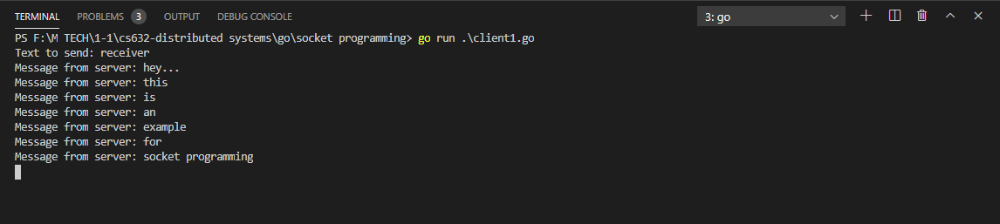 TERMINAL PROBLEMS 3 OUTPUT DEBUG CONSOLE 3: go
PS F:\M TECH\1-1\cs632-distributed systems\go\socket programming> go run .\client1.go
Text to send: receiver
Message from server: hey...
Message from server: this
Message from server: is
Message from server: an
Message from server: example
Message from server: for
Message from server: socket programming